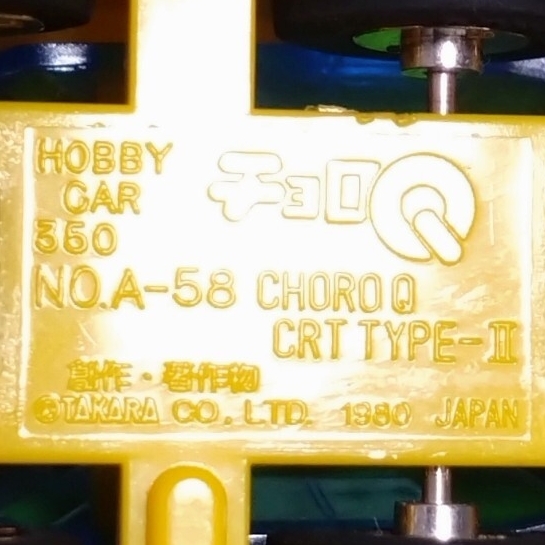 HOBBY
CAR
360
チョロQ
NO.A-58 CHORO Q
CRT TYPE-II
創作・著作物
©TAKARA CO., LTD. 1980 JAPAN